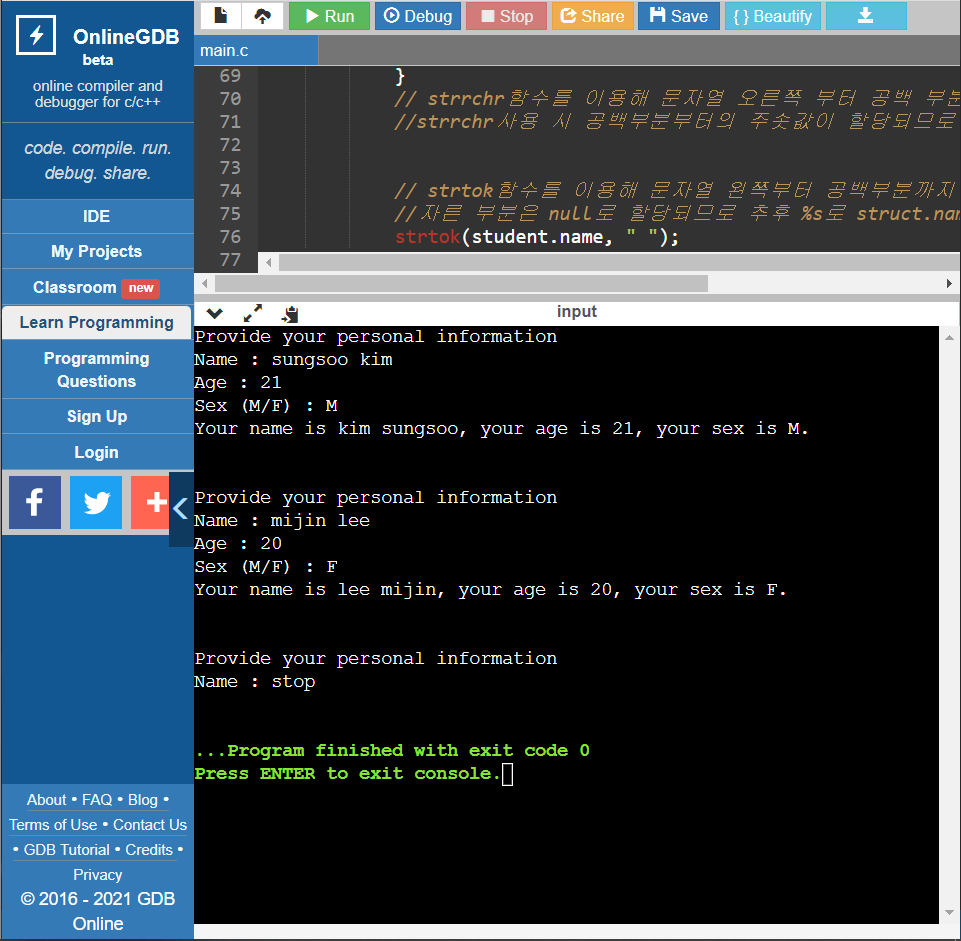 OnlineGDB
beta
online compiler and
debugger for c/c++
code. compile. run.
debug. share.
IDE
My Projects
Classroom new
Learn Programming
Programming
Questions
Sign Up
Login
About • FAQ • Blog •
Terms of Use • Contact Us
• GDB Tutorial • Credits •
Privacy
© 2016 - 2021 GDB
Online
Run Debug Stop Share Save { } Beautify
main.c
69 }
70 // strrchr함수를 이용해 문자열 오른쪽 부터 공백 부분
71 //strrchr사용 시 공백부분부터의 주솟값이 할당되므로
72
73
74 // strtok함수를 이용해 문자열 왼쪽부터 공백부분까지
75 //자른 부분은 null로 할당되므로 추후 %s로 struct.nam
76 strtok(student.name, " ");
77
input
Provide your personal information
Name : sungsoo kim
Age : 21
Sex (M/F) : M
Your name is kim sungsoo, your age is 21, your sex is M.
Provide your personal information
Name : mijin lee
Age : 20
Sex (M/F) : F
Your name is lee mijin, your age is 20, your sex is F.
Provide your personal information
Name : stop
...Program finished with exit code 0
Press ENTER to exit console.